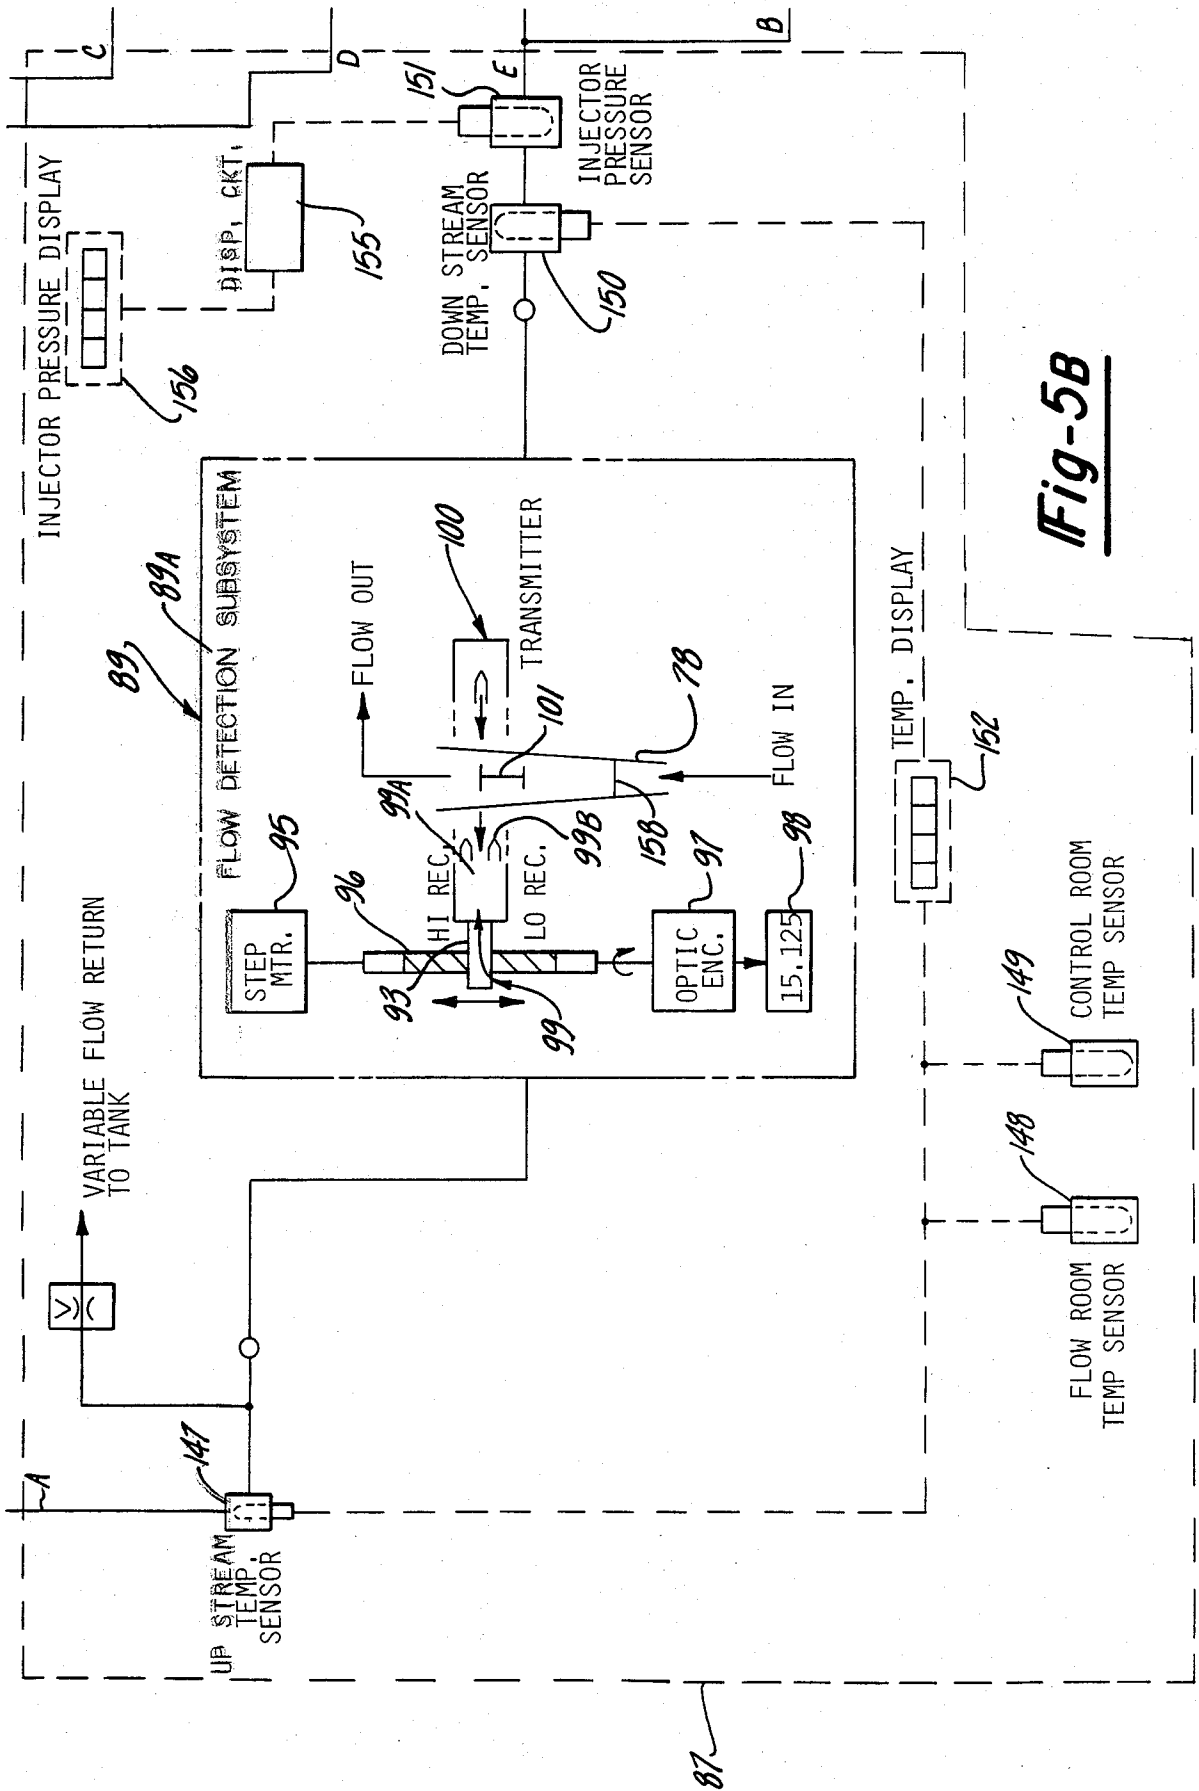 A
C
D
E
B
VARIABLE FLOW RETURN
TO TANK
INJECTOR PRESSURE DISPLAY
156
DISP. CKT.
155
151
INJECTOR
PRESSURE
SENSOR
DOWN STREAM
TEMP. SENSOR
150
147
UP STREAM
TEMP.
SENSOR
89
89A
FLOW DETECTION SUBSYSTEM
95
STEP
MTR.
96
HI REC.
99A
93
LO REC.
99B
99
FLOW OUT
100
TRANSMITTER
101
78
158
FLOW IN
97
OPTIC
ENC.
98
15.125
TEMP. DISPLAY
152
149
CONTROL ROOM
TEMP SENSOR
148
FLOW ROOM
TEMP SENSOR
87
Fig-5B